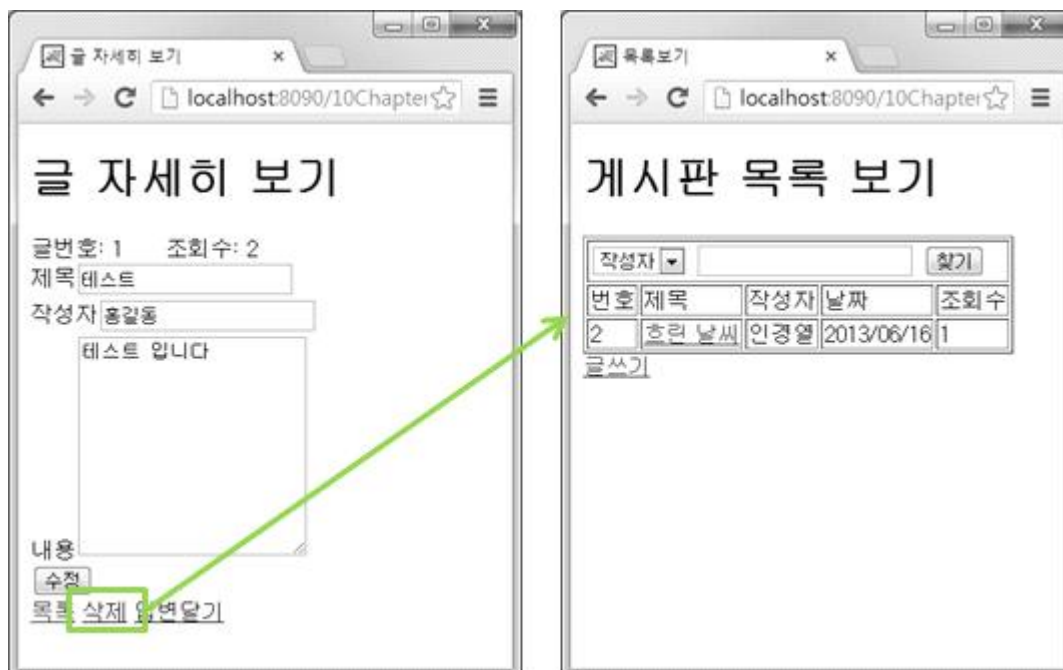 글 자세히 보기
localhost:8090/10Chapter
글 자세히 보기
글번호: 1 조회수: 2
제목 테스트
작성자 홍길동
테스트 입니다
내용
수정
목록 삭제 답변달기
목록보기
localhost:8090/10Chapter
게시판 목록 보기
작성자 찾기
번호 제목 작성자 날짜 조회수
2 흐린 날씨 인경열 2013/06/16 1
글쓰기